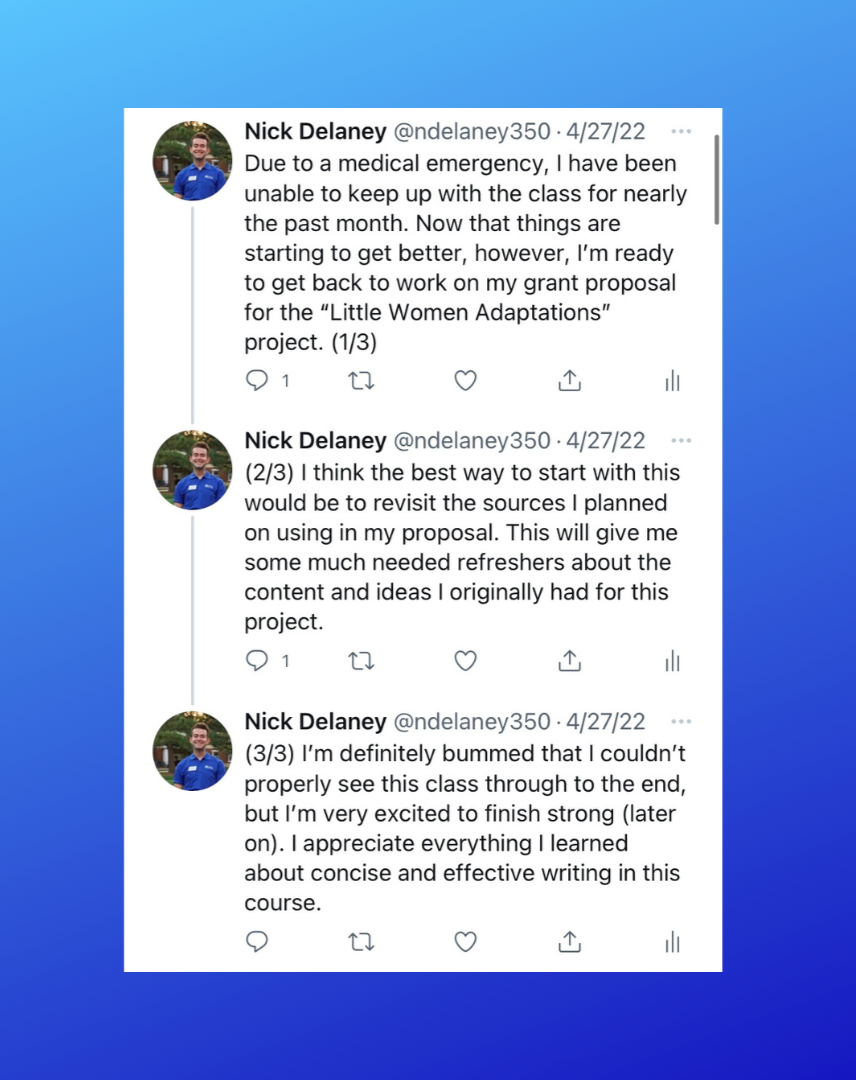 Nick Delaney @ndelaney350 · 4/27/22 ...
Due to a medical emergency, I have been
unable to keep up with the class for nearly
the past month. Now that things are
starting to get better, however, I’m ready
to get back to work on my grant proposal
for the “Little Women Adaptations”
project. (1/3)
1
Nick Delaney @ndelaney350 · 4/27/22 ...
(2/3) I think the best way to start with this
would be to revisit the sources I planned
on using in my proposal. This will give me
some much needed refreshers about the
content and ideas I originally had for this
project.
1
Nick Delaney @ndelaney350 · 4/27/22 ...
(3/3) I’m definitely bummed that I couldn’t
properly see this class through to the end,
but I’m very excited to finish strong (later
on). I appreciate everything I learned
about concise and effective writing in this
course.